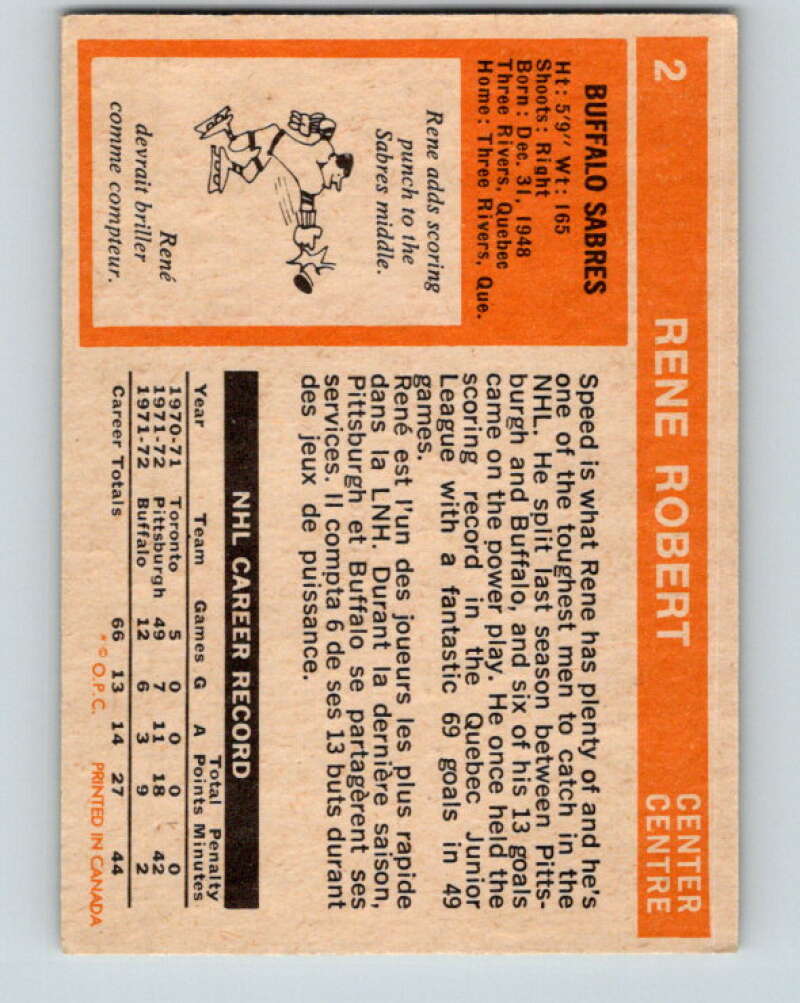 2 RENE ROBERT CENTER
CENTRE
BUFFALO SABRES
Ht: 5'9" Wt: 165
Shoots: Right
Born: Dec. 31, 1948
Three Rivers, Quebec
Home: Three Rivers, Que.
Rene adds scoring
punch to the
Sabres middle.
René
devrait briller
comme compteur.
Speed is what Rene has plenty of and he's
one of the toughest men to catch in the
NHL. He split last season between Pitts-
burgh and Buffalo, and six of his 13 goals
came on the power play. He once held the
scoring record in the Quebec Junior
League with a fantastic 69 goals in 49
games.
René est l'un des joueurs les plus rapide
dans la LNH. Durant la dernière saison,
Pittsburgh et Buffalo se partagèrent ses
services. Il compta 6 de ses 13 buts durant
des jeux de puissance.
NHL CAREER RECORD
Total Penalty
Year Team Games G A Points Minutes
1970-71 Toronto 5 0 0 0 0
1971-72 Pittsburgh 49 7 11 18 42
1971-72 Buffalo 12 6 3 9 2
Career Totals 66 13 14 27 44
* © O.P.C. PRINTED IN CANADA